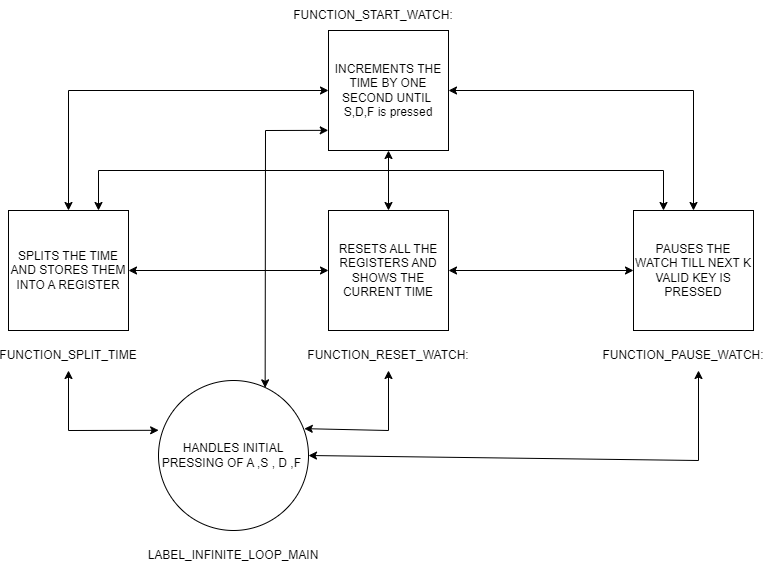 FUNCTION_START_WATCH:
INCREMENTS THE
TIME BY ONE
SECOND UNTIL
S,D,F is pressed
SPLITS THE TIME
AND STORES THEM
INTO A REGISTER
RESETS ALL THE
REGISTERS AND
SHOWS THE
CURRENT TIME
PAUSES THE
WATCH TILL NEXT K
VALID KEY IS
PRESSED
FUNCTION_SPLIT_TIME
FUNCTION_RESET_WATCH:
FUNCTION_PAUSE_WATCH:
HANDLES INITIAL
PRESSING OF A ,S , D ,F
LABEL_INFINITE_LOOP_MAIN